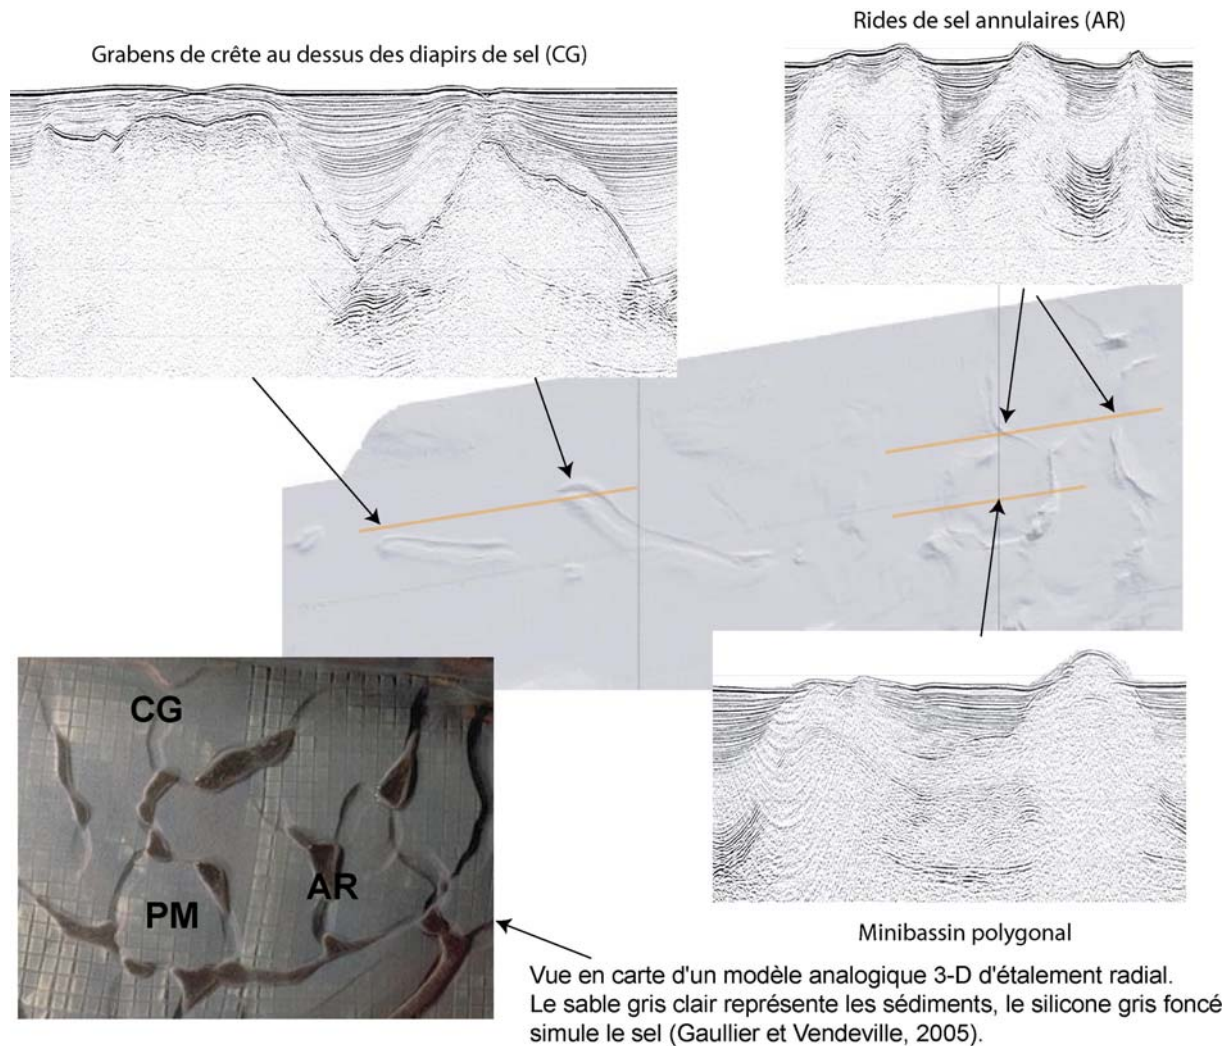 Rides de sel annulaires (AR)
Grabens de crête au dessus des diapirs de sel (CG)
CG
AR
PM
Minibassin polygonal
Vue en carte d'un modèle analogique 3-D d'étalement radial.
Le sable gris clair représente les sédiments, le silicone gris foncé
simule le sel (Gaullier et Vendeville, 2005).